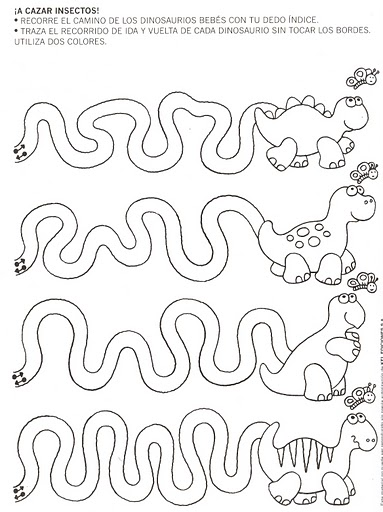 ¡A CAZAR INSECTOS!
• RECORRE EL CAMINO DE LOS DINOSAURIOS BEBÉS CON TU DEDO ÍNDICE.
• TRAZA EL RECORRIDO DE IDA Y VUELTA DE CADA DINOSAURIO SIN TOCAR LOS BORDES.
UTILIZA DOS COLORES.